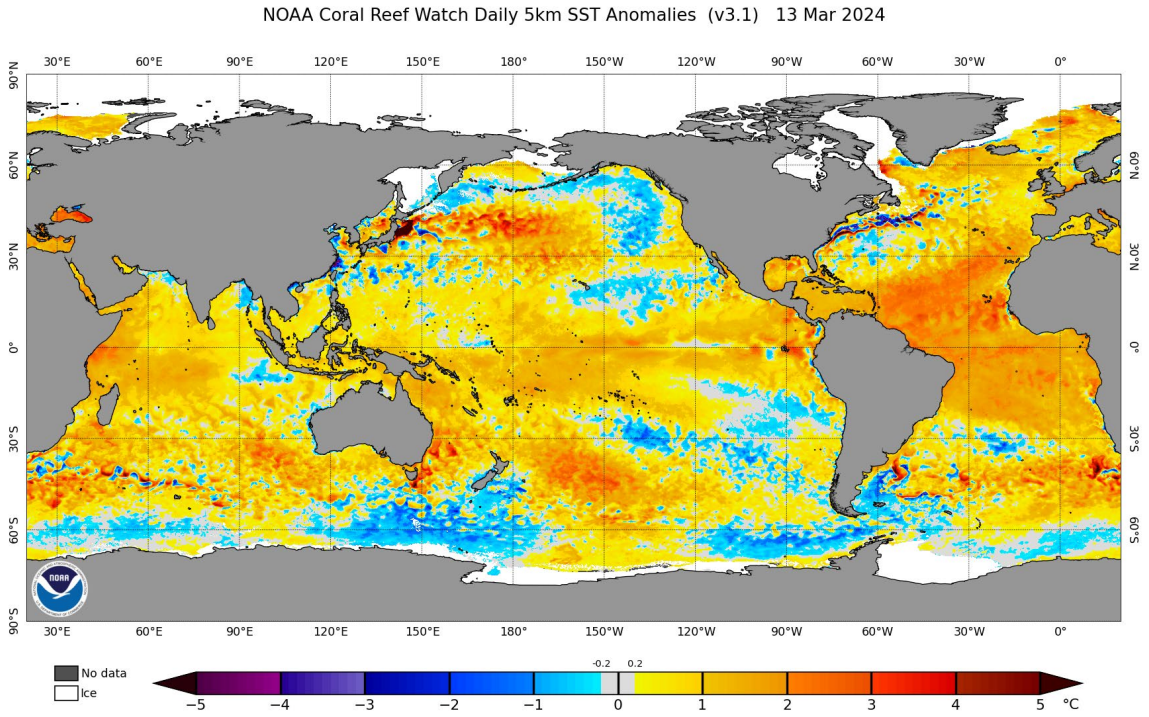 NOAA Coral Reef Watch Daily 5km SST Anomalies (v3.1) 13 Mar 2024
30°E 60°E 90°E 120°E 150°E 180° 150°W 120°W 90°W 60°W 30°W 0°
90°N 60°N 30°N 0° 30°S 60°S 90°S
60°N 30°N 0° 30°S 60°S
NOAA
30°E 60°E 90°E 120°E 150°E 180° 150°W 120°W 90°W 60°W 30°W 0°
-0.2 0.2
No data
Ice
−5 −4 −3 −2 −1 0 1 2 3 4 5 °C